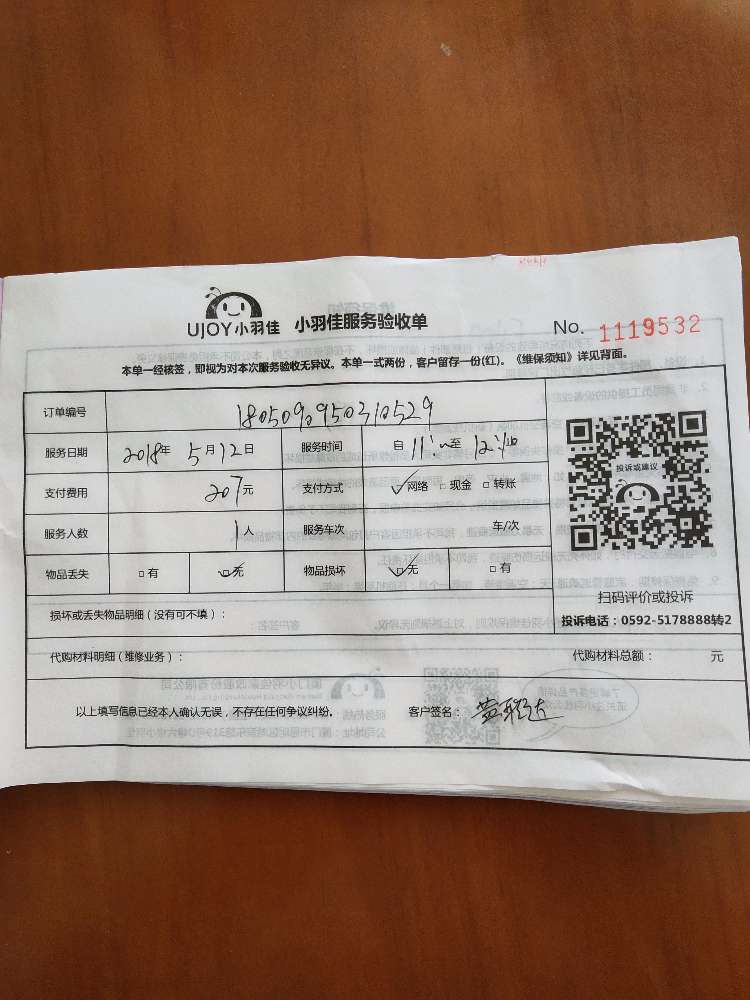 UJOY小羽佳 小羽佳服务验收单 No. 1119532
本单一经核签，即视为对本次服务验收无异议。本单一式两份，客户留存一份(红)。《维保须知》详见背面。
订单编号 1805090950310529
服务日期 2018年 5月12日 服务时间 自 11: 至 12:
支付费用 207元 支付方式 ☑网络 □现金 □转账
服务人数 1人 服务车次 车/次
物品丢失 □有 ☑无 物品损坏 ☑无 □有
投诉或建议
扫码评价或投诉
投诉电话：0592-5178888转2
损坏或丢失物品明细（没有可不填）：
代购材料明细（维修业务）： 代购材料总额： 元
以上填写信息已经本人确认无误，不存在任何争议纠纷。 客户签名：